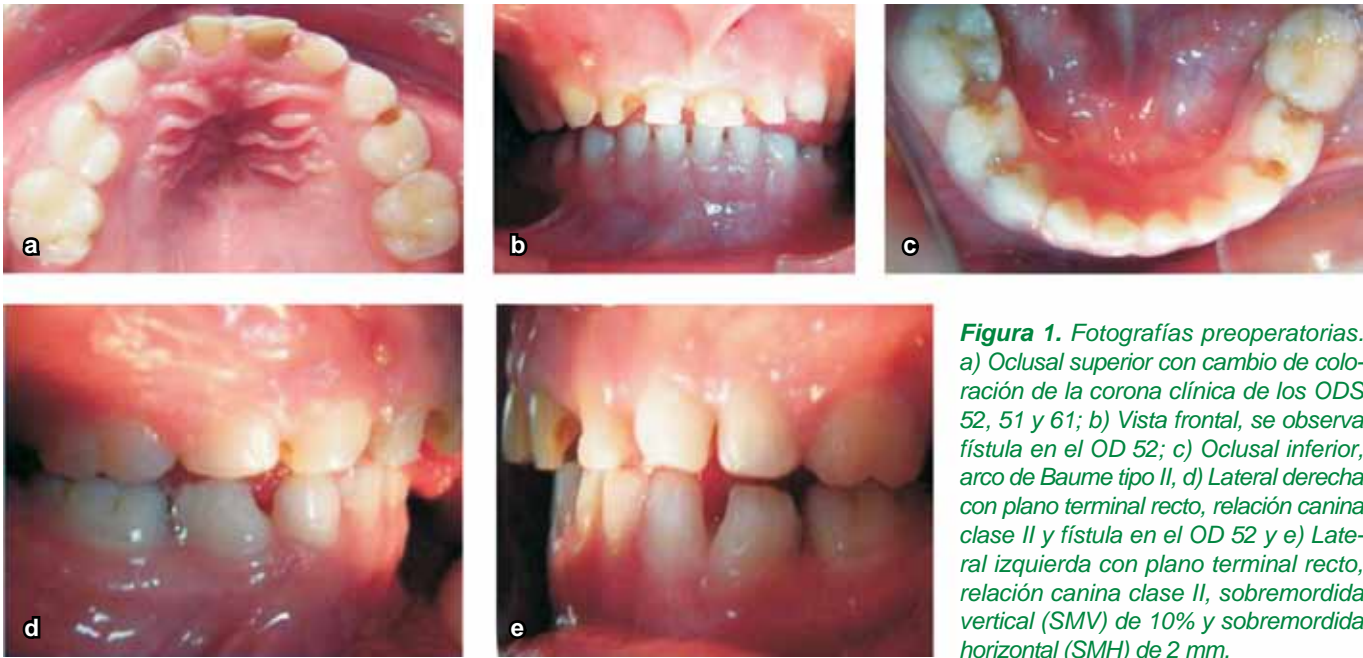 a
b
c
d
e
Figura 1. Fotografías preoperatorias.
a) Oclusal superior con cambio de colo-
ración de la corona clínica de los ODS
52, 51 y 61; b) Vista frontal, se observa
fístula en el OD 52; c) Oclusal inferior,
arco de Baume tipo II, d) Lateral derecha
con plano terminal recto, relación canina
clase II y fístula en el OD 52 y e) Late-
ral izquierda con plano terminal recto,
relación canina clase II, sobremordida
vertical (SMV) de 10% y sobremordida
horizontal (SMH) de 2 mm.